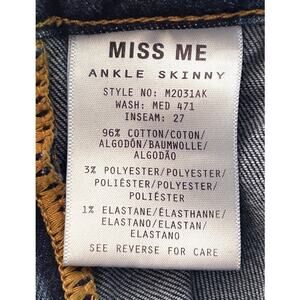 MISS ME
ANKLE SKINNY
STYLE NO: M2031AK
WASH: MED 471
INSEAM: 27
96% COTTON/COTON/
ALGODÓN/BAUMWOLLE/
ALGODÃO
3% POLYESTER/POLYESTER/
POLIÉSTER/POLYESTER/
POLIÉSTER
1% ELASTANE/ÉLASTHANNE/
ELASTANO/ELASTAN/
ELASTANO
SEE REVERSE FOR CARE